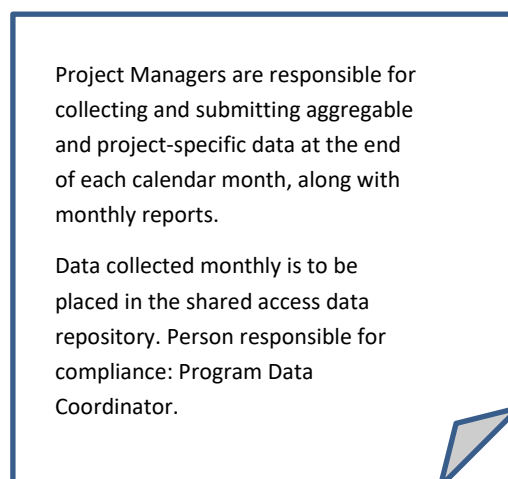 Project Managers are responsible for
collecting and submitting aggregable
and project-specific data at the end
of each calendar month, along with
monthly reports.
Data collected monthly is to be
placed in the shared access data
repository. Person responsible for
compliance: Program Data
Coordinator.